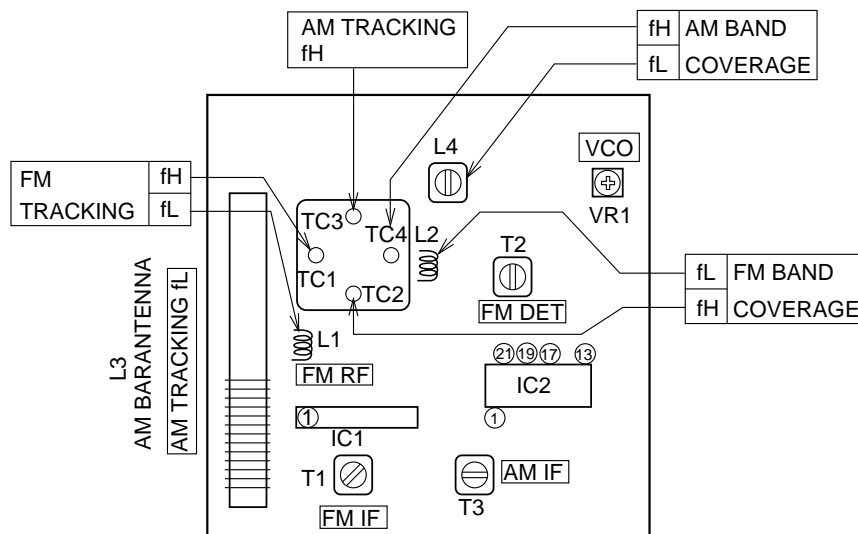 AM TRACKING
fH
fH AM BAND
fL COVERAGE
L4
VCO
VR1
FM fH
TRACKING fL
TC3
TC4
L2
TC1
TC2
T2
FM DET
fL FM BAND
fH COVERAGE
L1
FM RF
L3
AM BARANTENNA
AM TRACKING fL
21 19 17 13
IC2
1
1
IC1
T1
FM IF
AM IF
T3